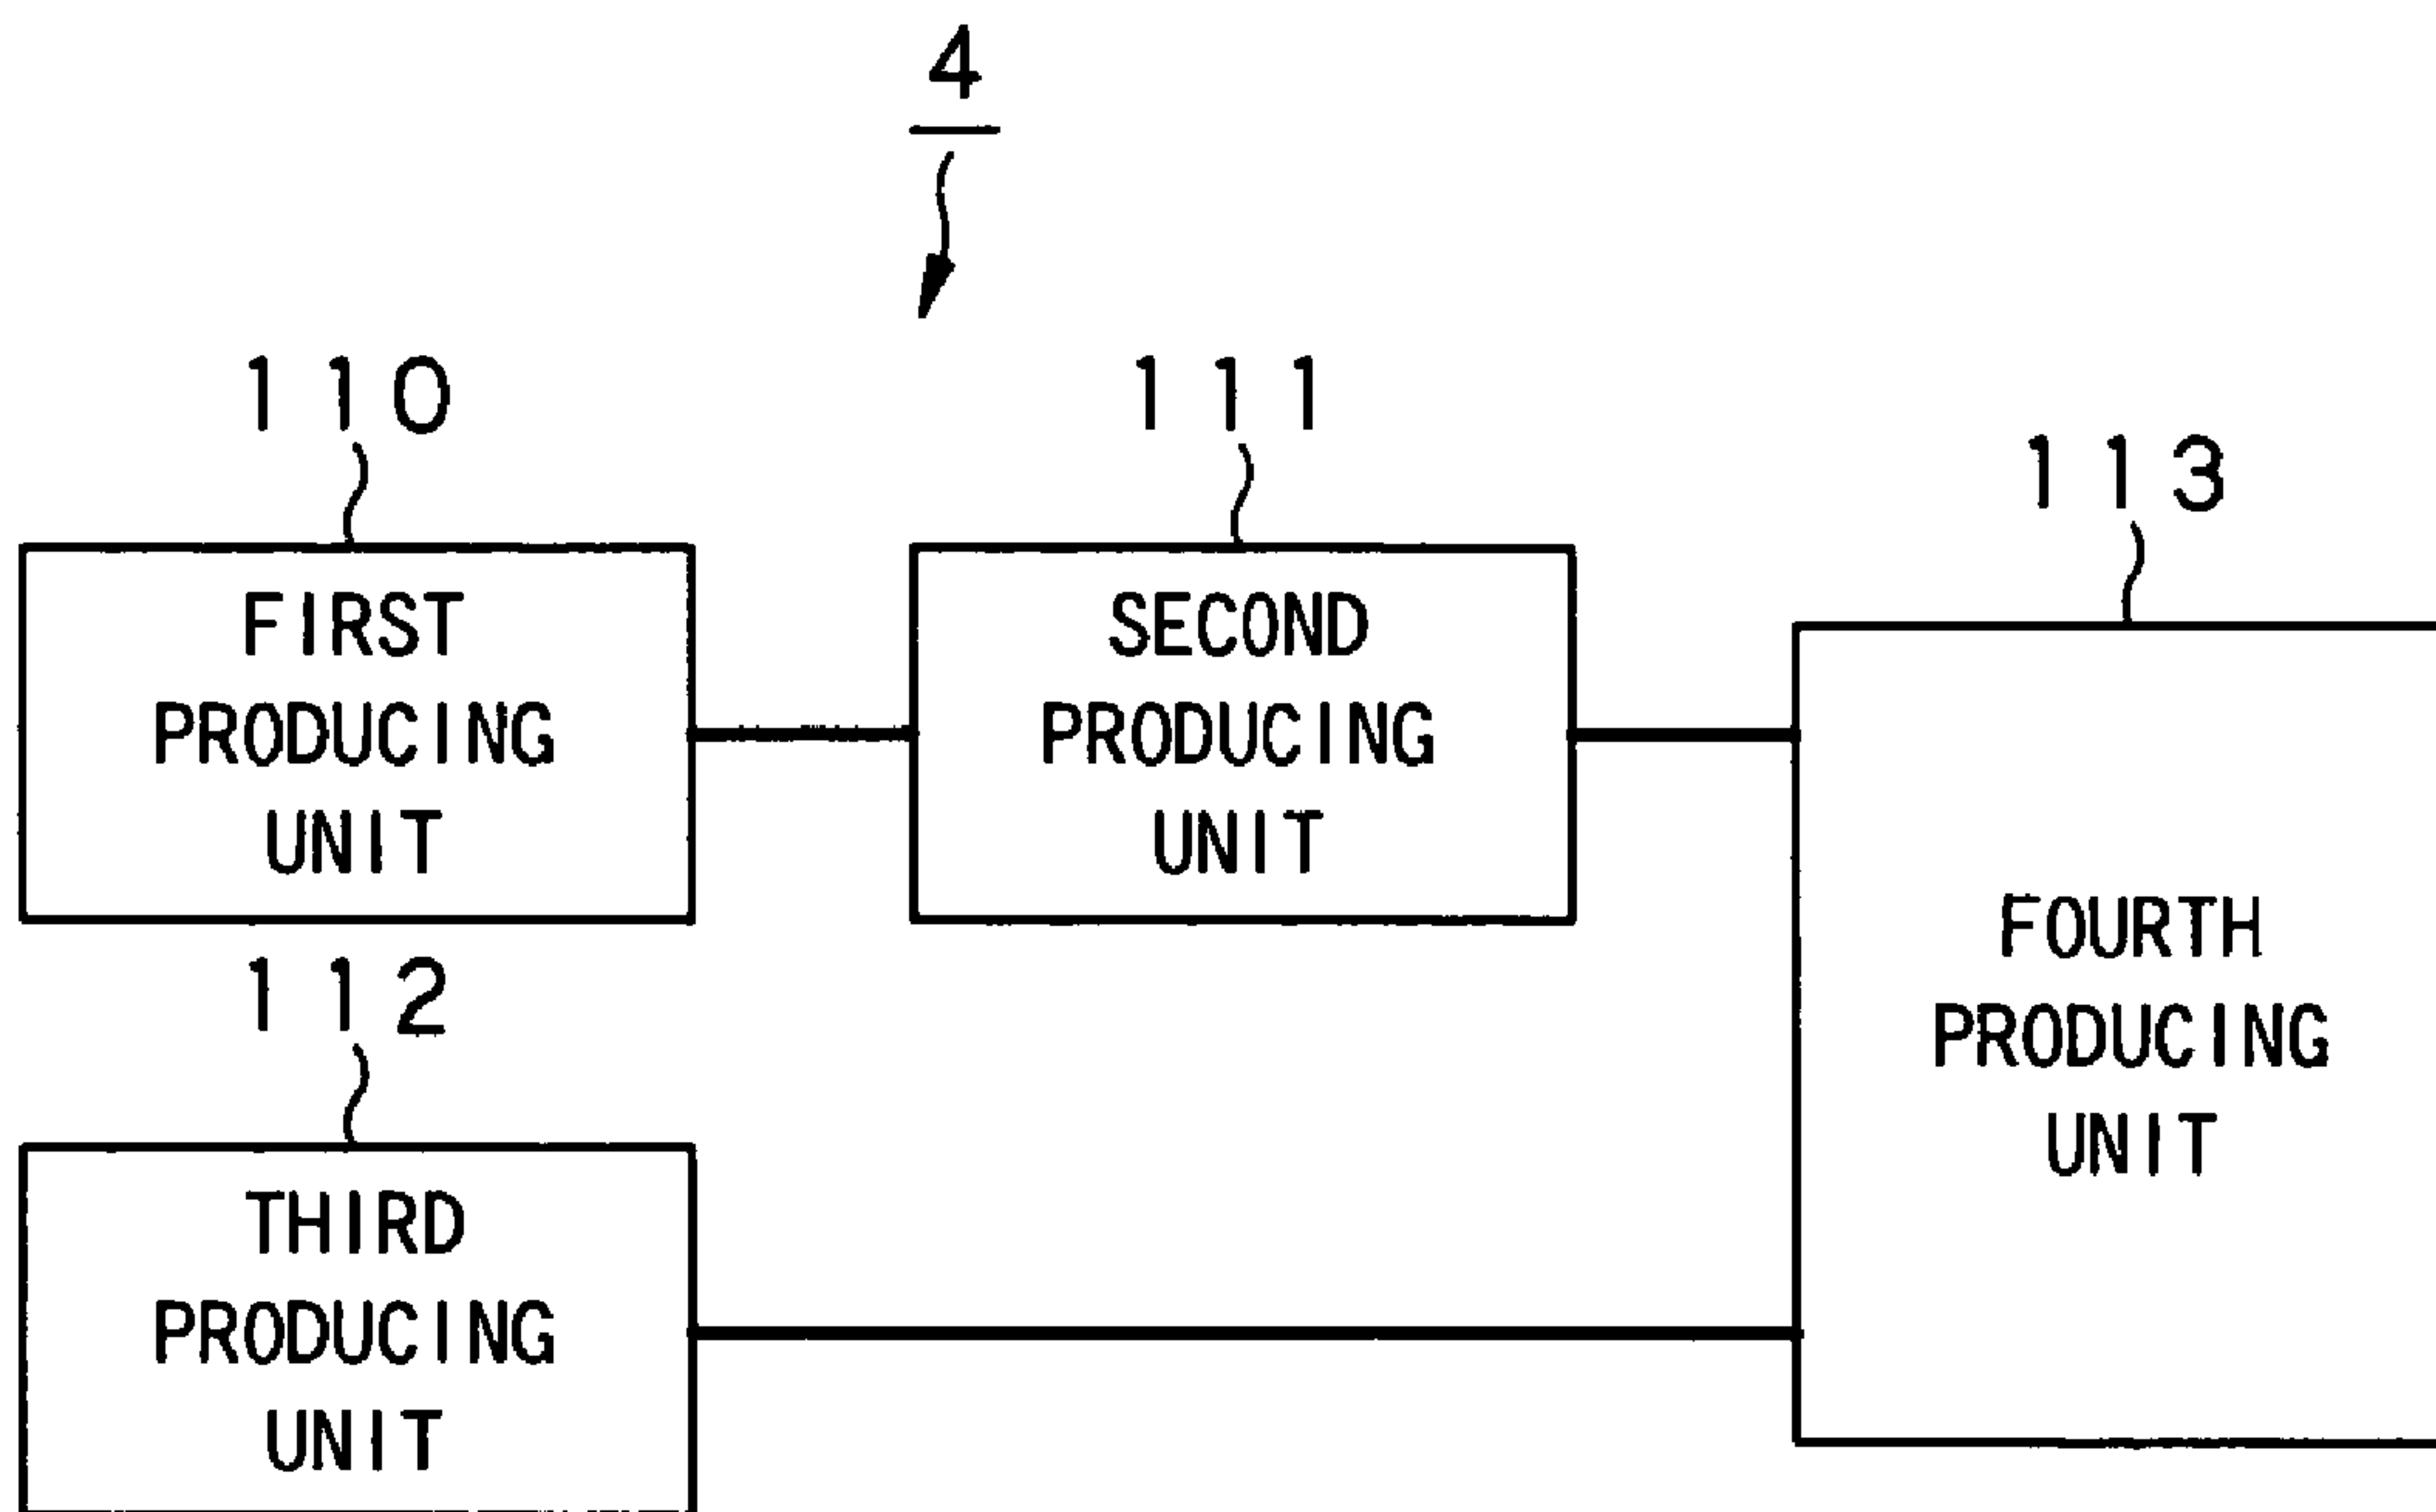 4
110
FIRST
PRODUCING
UNIT
111
SECOND
PRODUCING
UNIT
113
FOURTH
PRODUCING
UNIT
112
THIRD
PRODUCING
UNIT